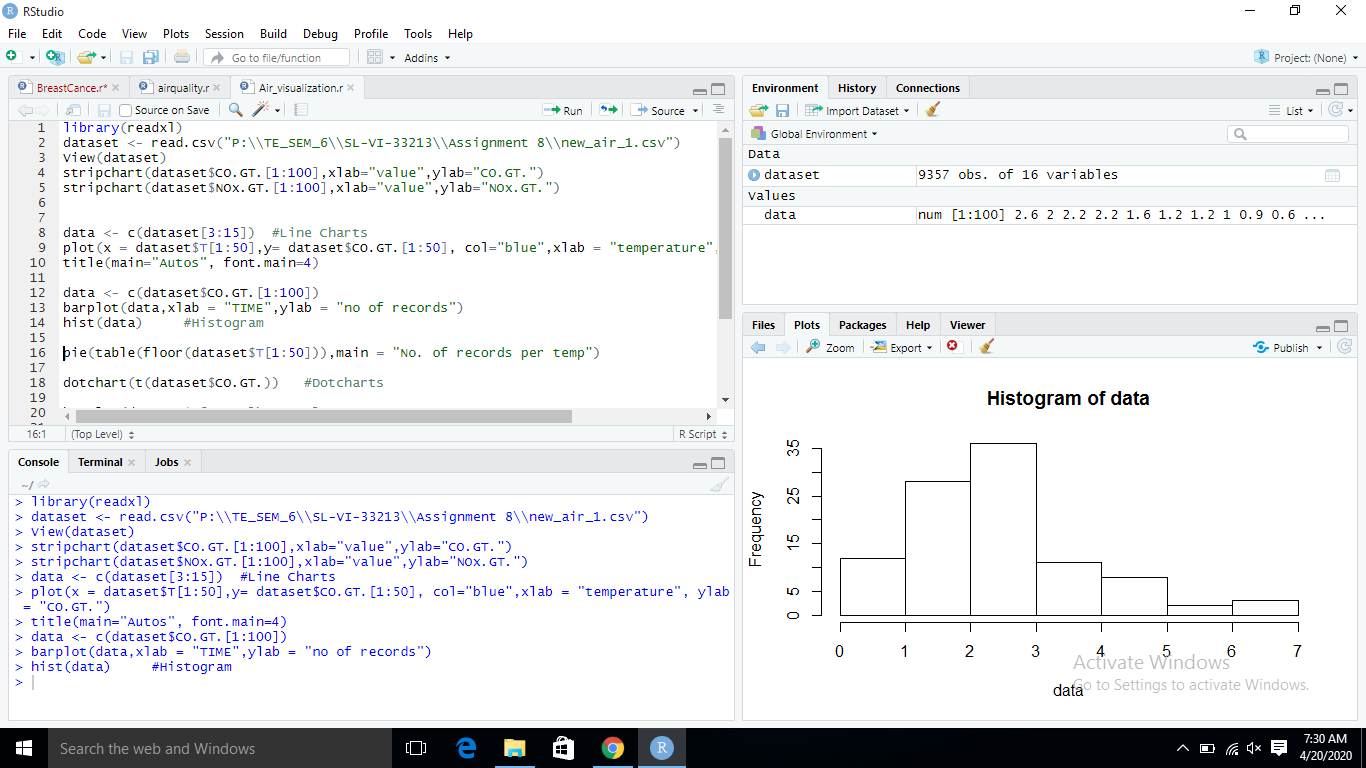 RStudio
File Edit Code View Plots Session Build Debug Profile Tools Help
Go to file/function Addins Project: (None)
BreastCance.r* airquality.r Air_visualization.r
Source on Save Run Source
1 library(readxl)
2 dataset <- read.csv("P:\\TE_SEM_6\\SL-VI-33213\\Assignment 8\\new_air_1.csv")
3 View(dataset)
4 stripchart(dataset$CO.GT.[1:100],xlab="value",ylab="CO.GT.")
5 stripchart(dataset$NOx.GT.[1:100],xlab="value",ylab="NOx.GT.")
6
7
8 data <- c(dataset[3:15])  #Line Charts
9 plot(x = dataset$T[1:50],y= dataset$CO.GT.[1:50], col="blue",xlab = "temperature",
10 title(main="Autos", font.main=4)
11
12 data <- c(dataset$CO.GT.[1:100])
13 barplot(data,xlab = "TIME",ylab = "no of records")
14 hist(data)     #Histogram
15
16 pie(table(floor(dataset$T[1:50])),main = "No. of records per temp")
17
18 dotchart(t(dataset$CO.GT.))   #Dotcharts
19
20
16:1 (Top Level) R Script
Console Terminal Jobs
~/
> library(readxl)
> dataset <- read.csv("P:\\TE_SEM_6\\SL-VI-33213\\Assignment 8\\new_air_1.csv")
> View(dataset)
> stripchart(dataset$CO.GT.[1:100],xlab="value",ylab="CO.GT.")
> stripchart(dataset$NOx.GT.[1:100],xlab="value",ylab="NOx.GT.")
> data <- c(dataset[3:15])  #Line Charts
> plot(x = dataset$T[1:50],y= dataset$CO.GT.[1:50], col="blue",xlab = "temperature", ylab
= "CO.GT.")
> title(main="Autos", font.main=4)
> data <- c(dataset$CO.GT.[1:100])
> barplot(data,xlab = "TIME",ylab = "no of records")
> hist(data)     #Histogram
>
Environment History Connections
Import Dataset List
Global Environment
Data
dataset 9357 obs. of 16 variables
Values
data num [1:100] 2.6 2 2.2 2.2 1.6 1.2 1.2 1 0.9 0.6 ...
Files Plots Packages Help Viewer
Zoom Export Publish
Histogram of data
Frequency
35
25
15
5
0
0 1 2 3 4 5 6 7
data
Activate Windows
Go to Settings to activate Windows.
Search the web and Windows
7:30 AM
4/20/2020